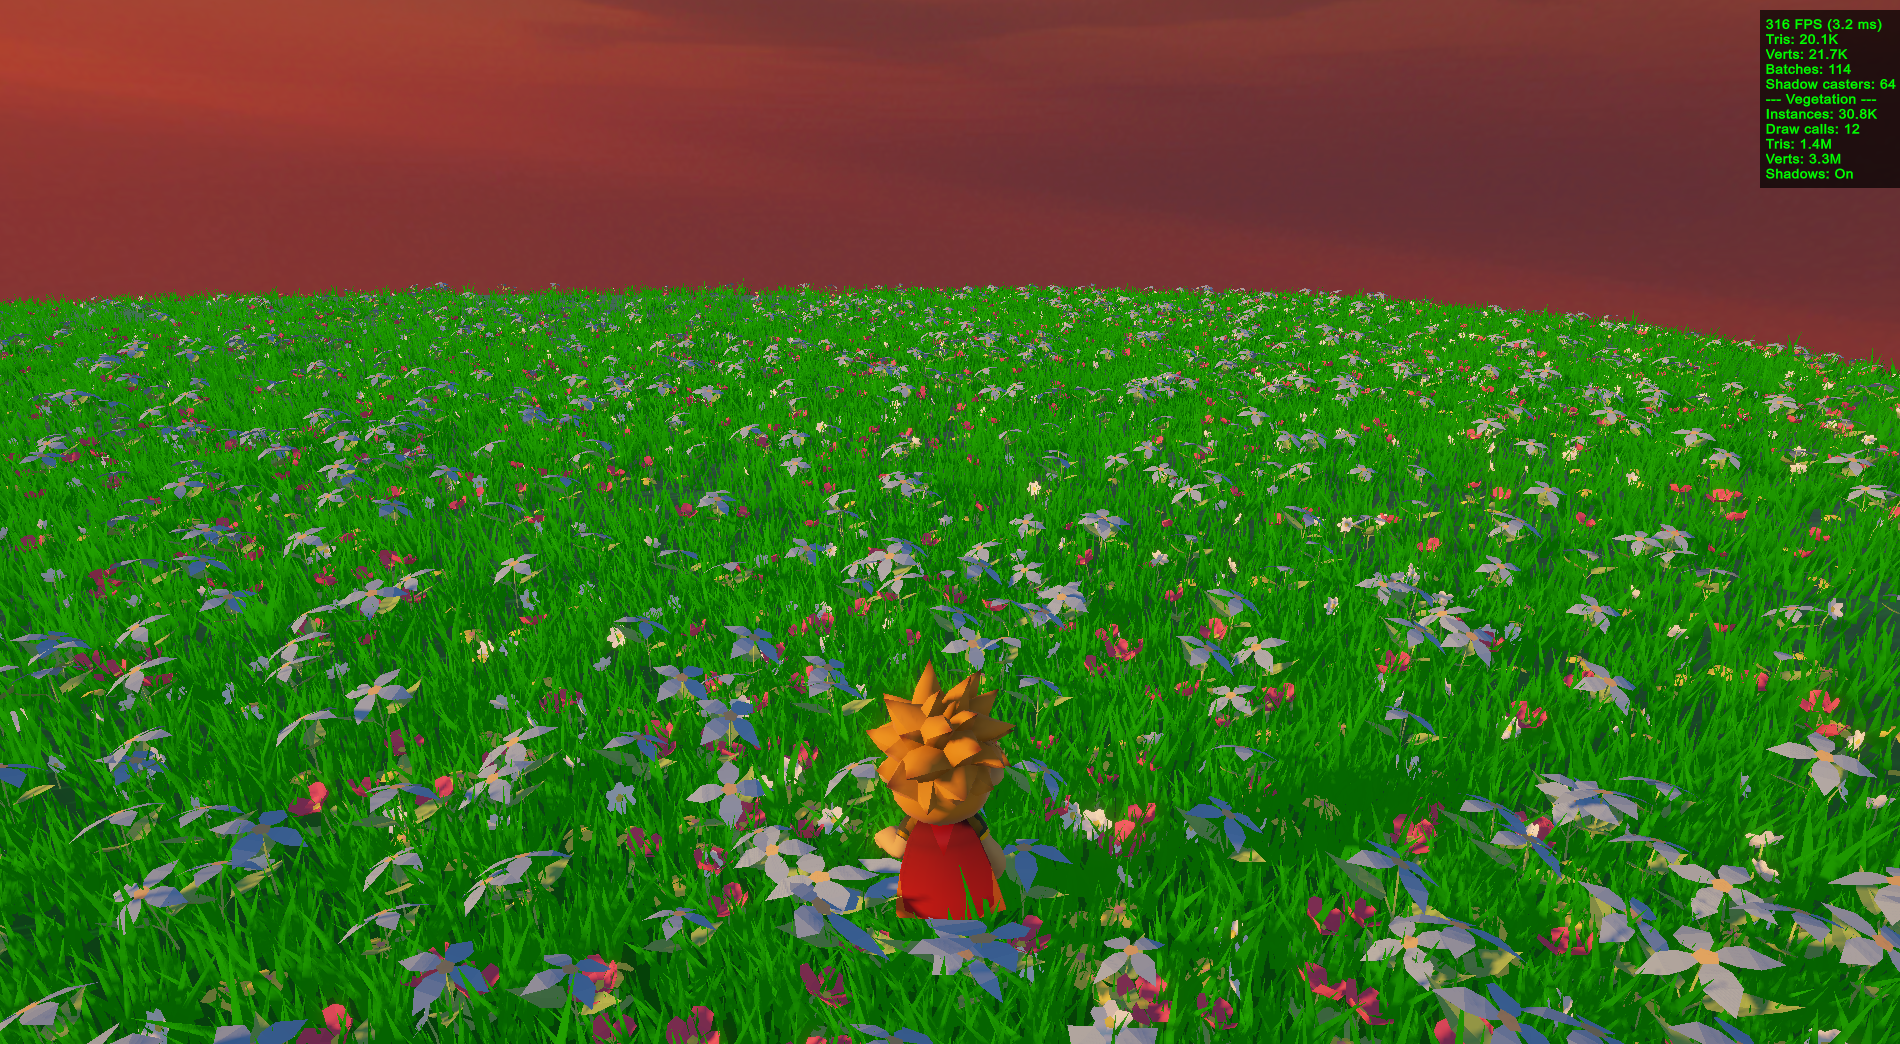 316 FPS (3.2 ms)
Tris: 20.1K
Verts: 21.7K
Batches: 114
Shadow casters: 64
--- Vegetation ---
Instances: 30.8K
Draw calls: 12
Tris: 1.4M
Verts: 3.3M
Shadows: On